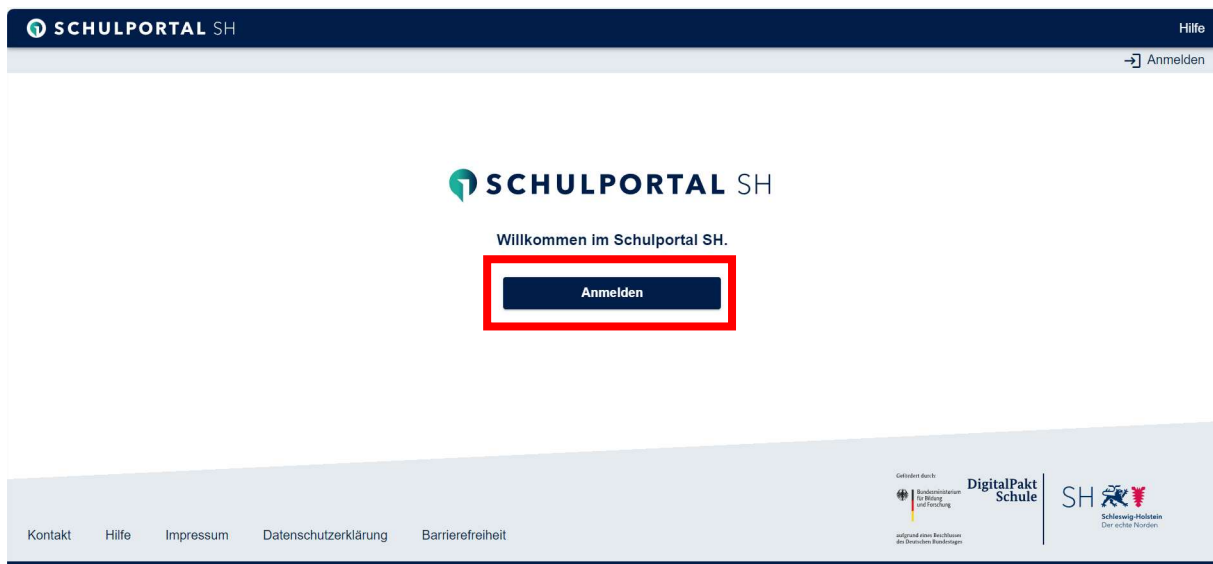 SCHULPORTAL SH
Hilfe
Anmelden
SCHULPORTAL SH
Willkommen im Schulportal SH.
Anmelden
Gefördert durch:
Bundesministerium
für Bildung
und Forschung
DigitalPakt
Schule
aufgrund eines Beschlusses
des Deutschen Bundestages
SH
Schleswig-Holstein
Der echte Norden
Kontakt Hilfe Impressum Datenschutzerklärung Barrierefreiheit